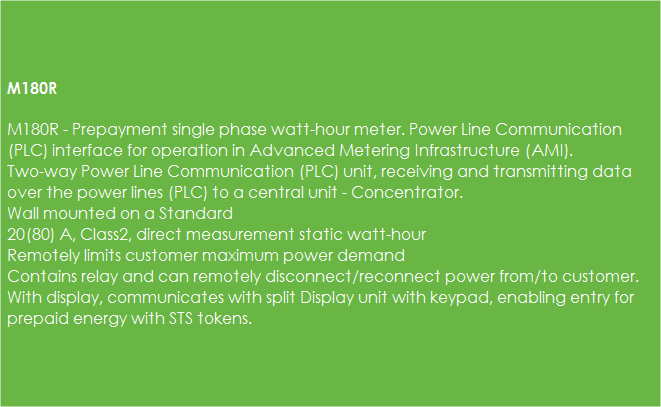 M180R
M180R - Prepayment single phase watt-hour meter. Power Line Communication
(PLC) interface for operation in Advanced Metering Infrastructure (AMI).
Two-way Power Line Communication (PLC) unit, receiving and transmitting data
over the power lines (PLC) to a central unit - Concentrator.
Wall mounted on a Standard
20(80) A, Class2, direct measurement static watt-hour
Remotely limits customer maximum power demand
Contains relay and can remotely disconnect/reconnect power from/to customer.
With display, communicates with split Display unit with keypad, enabling entry for
prepaid energy with STS tokens.